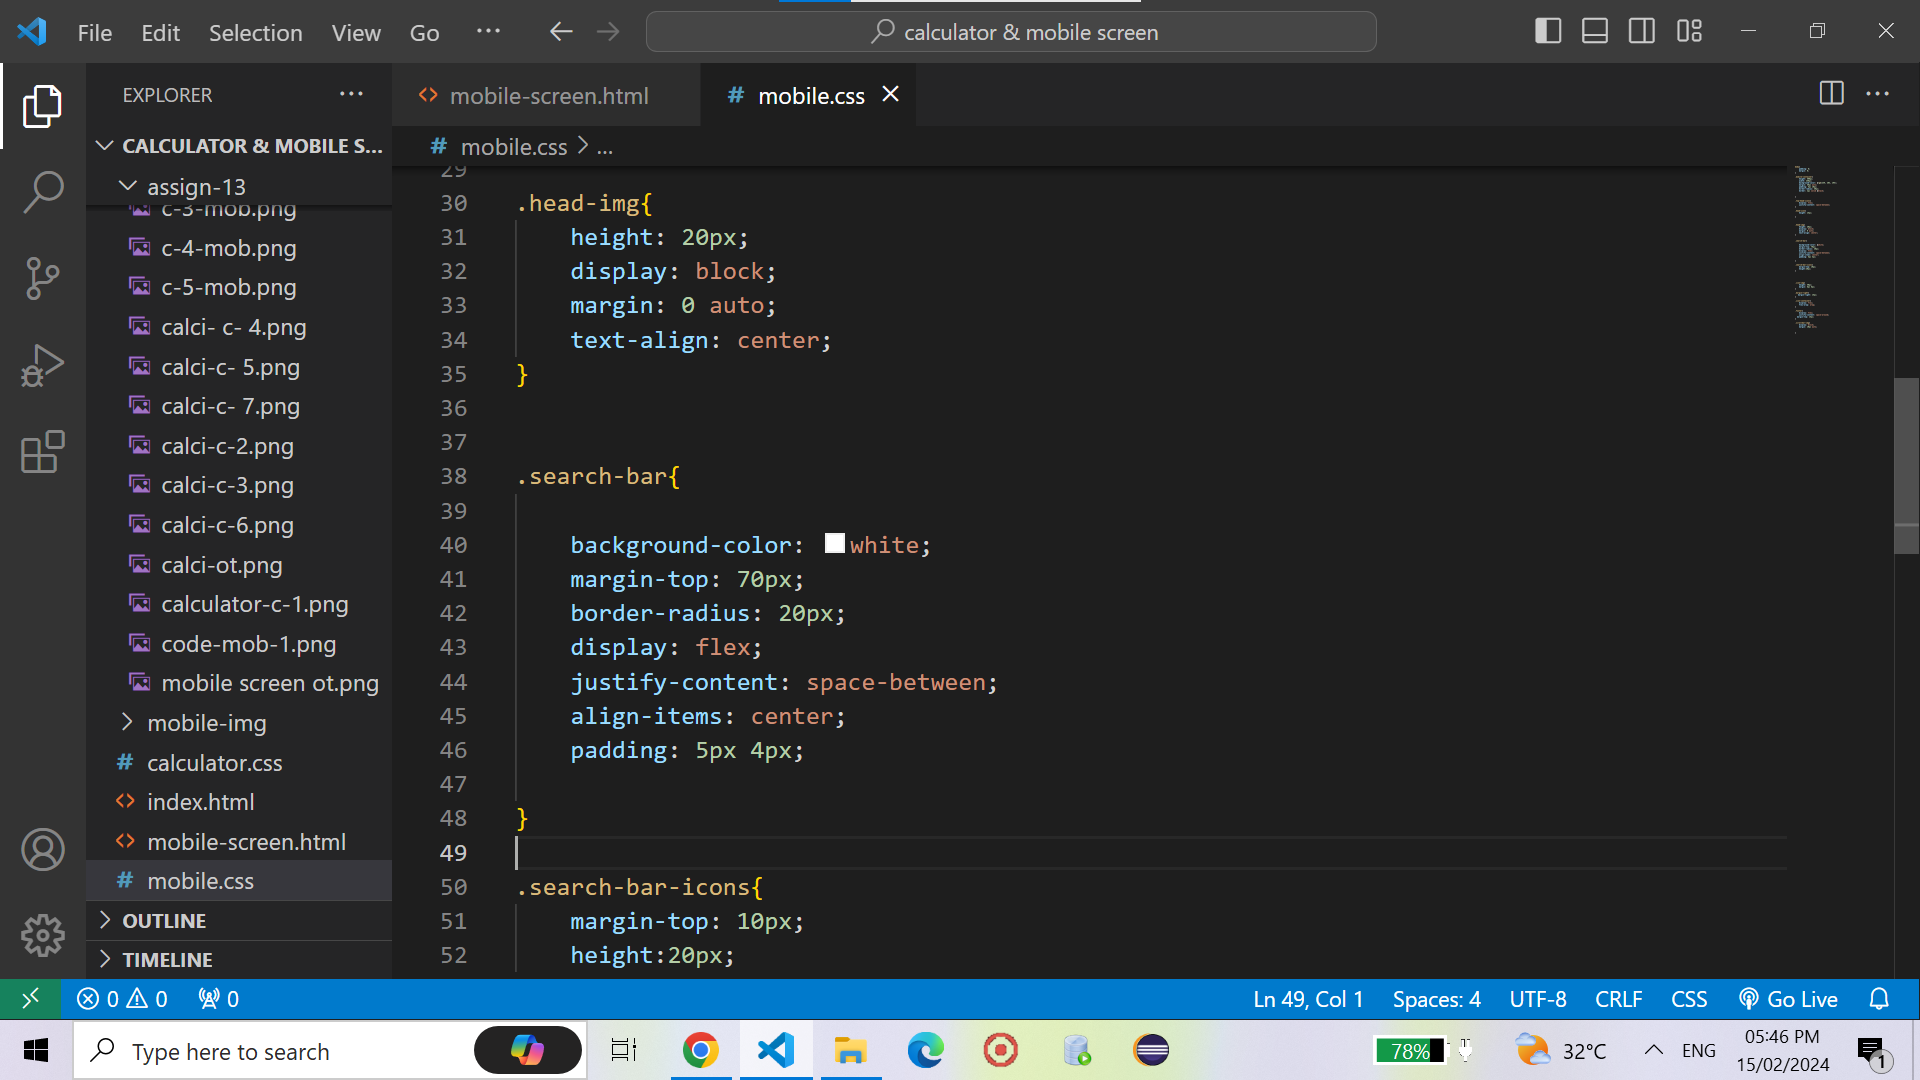 File Edit Selection View Go ··· calculator & mobile screen
EXPLORER ···
CALCULATOR & MOBILE S...
assign-13
c-3-mob.png
c-4-mob.png
c-5-mob.png
calci- c- 4.png
calci-c- 5.png
calci-c- 7.png
calci-c-2.png
calci-c-3.png
calci-c-6.png
calci-ot.png
calculator-c-1.png
code-mob-1.png
mobile screen ot.png
mobile-img
# calculator.css
<> index.html
<> mobile-screen.html
# mobile.css
OUTLINE
TIMELINE
<> mobile-screen.html # mobile.css
# mobile.css > ...
29
30 .head-img{
31 height: 20px;
32 display: block;
33 margin: 0 auto;
34 text-align: center;
35 }
36
37
38 .search-bar{
39
40 background-color: white;
41 margin-top: 70px;
42 border-radius: 20px;
43 display: flex;
44 justify-content: space-between;
45 align-items: center;
46 padding: 5px 4px;
47
48 }
49
50 .search-bar-icons{
51 margin-top: 10px;
52 height:20px;
0 0 0 Ln 49, Col 1 Spaces: 4 UTF-8 CRLF CSS Go Live
Type here to search 78% 32°C ENG 05:46 PM
15/02/2024 1